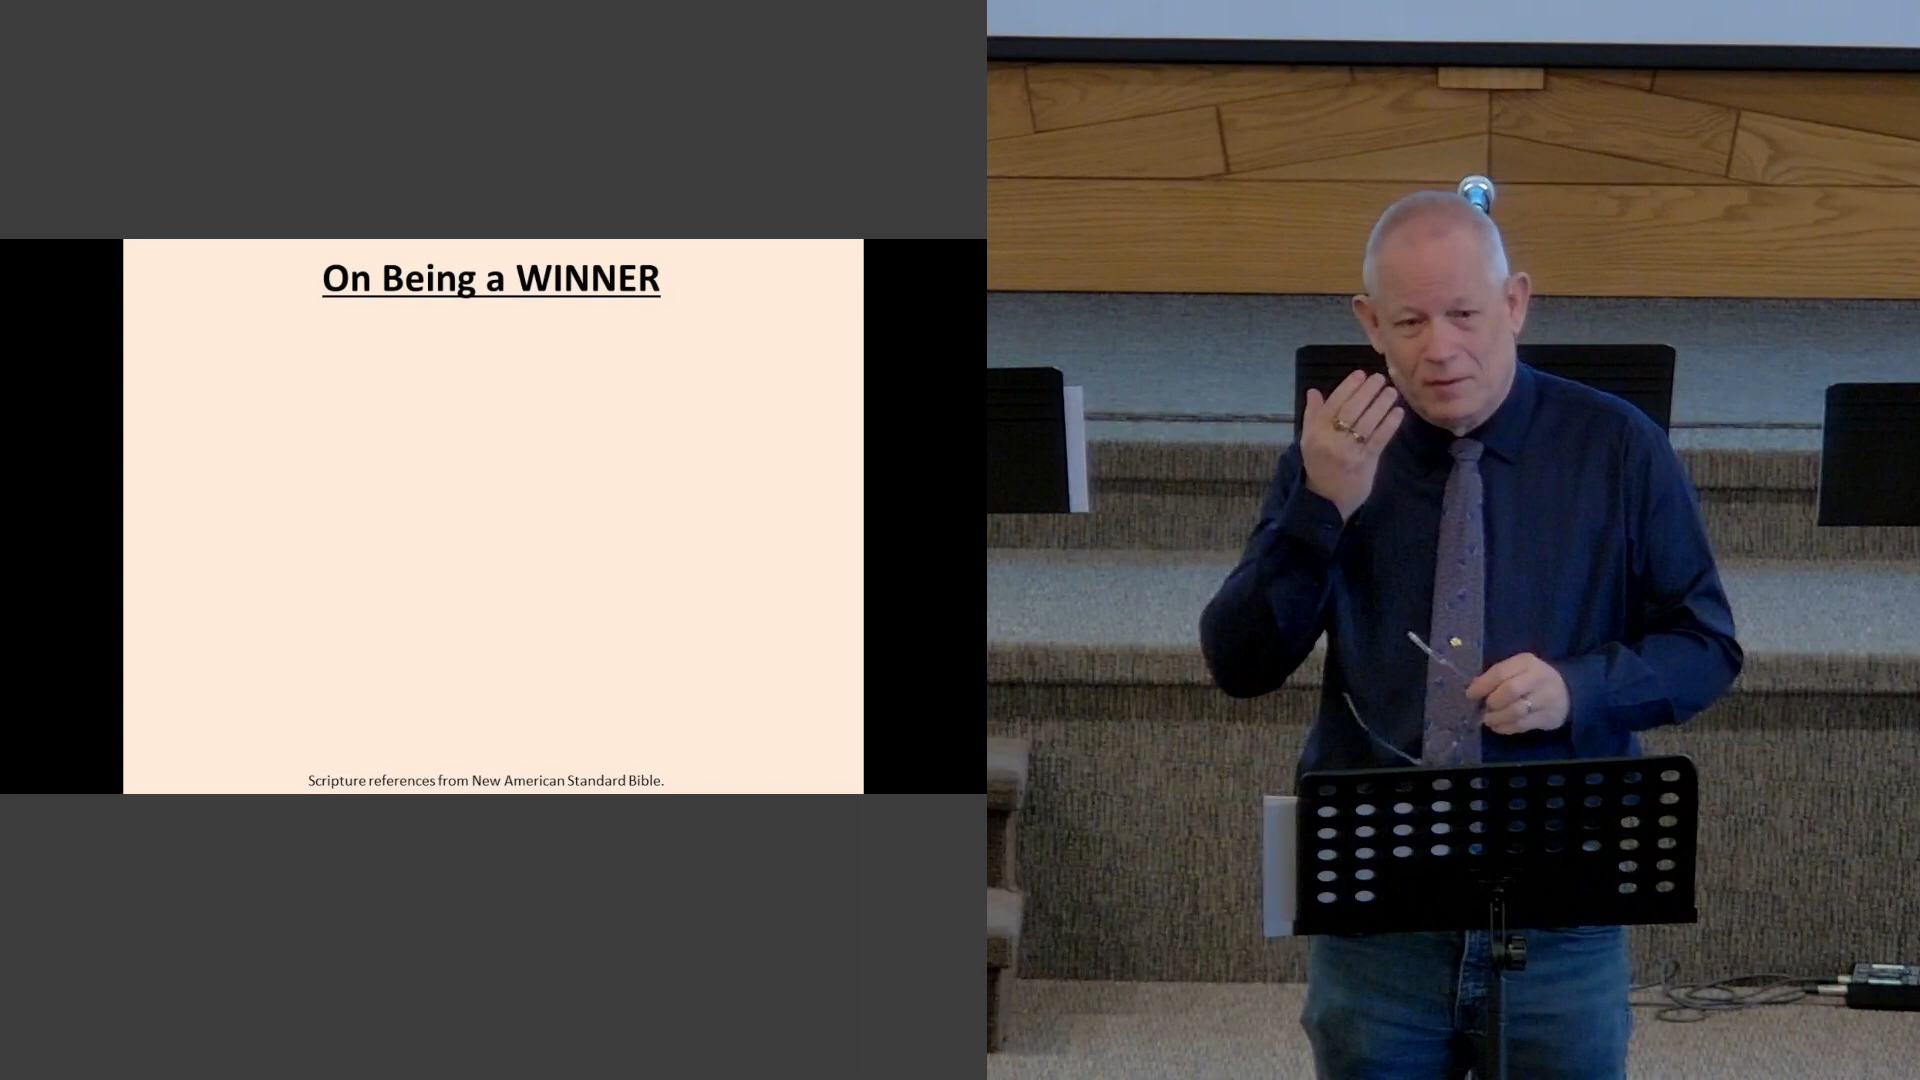 On Being a WINNER
Scripture references from New American Standard Bible.